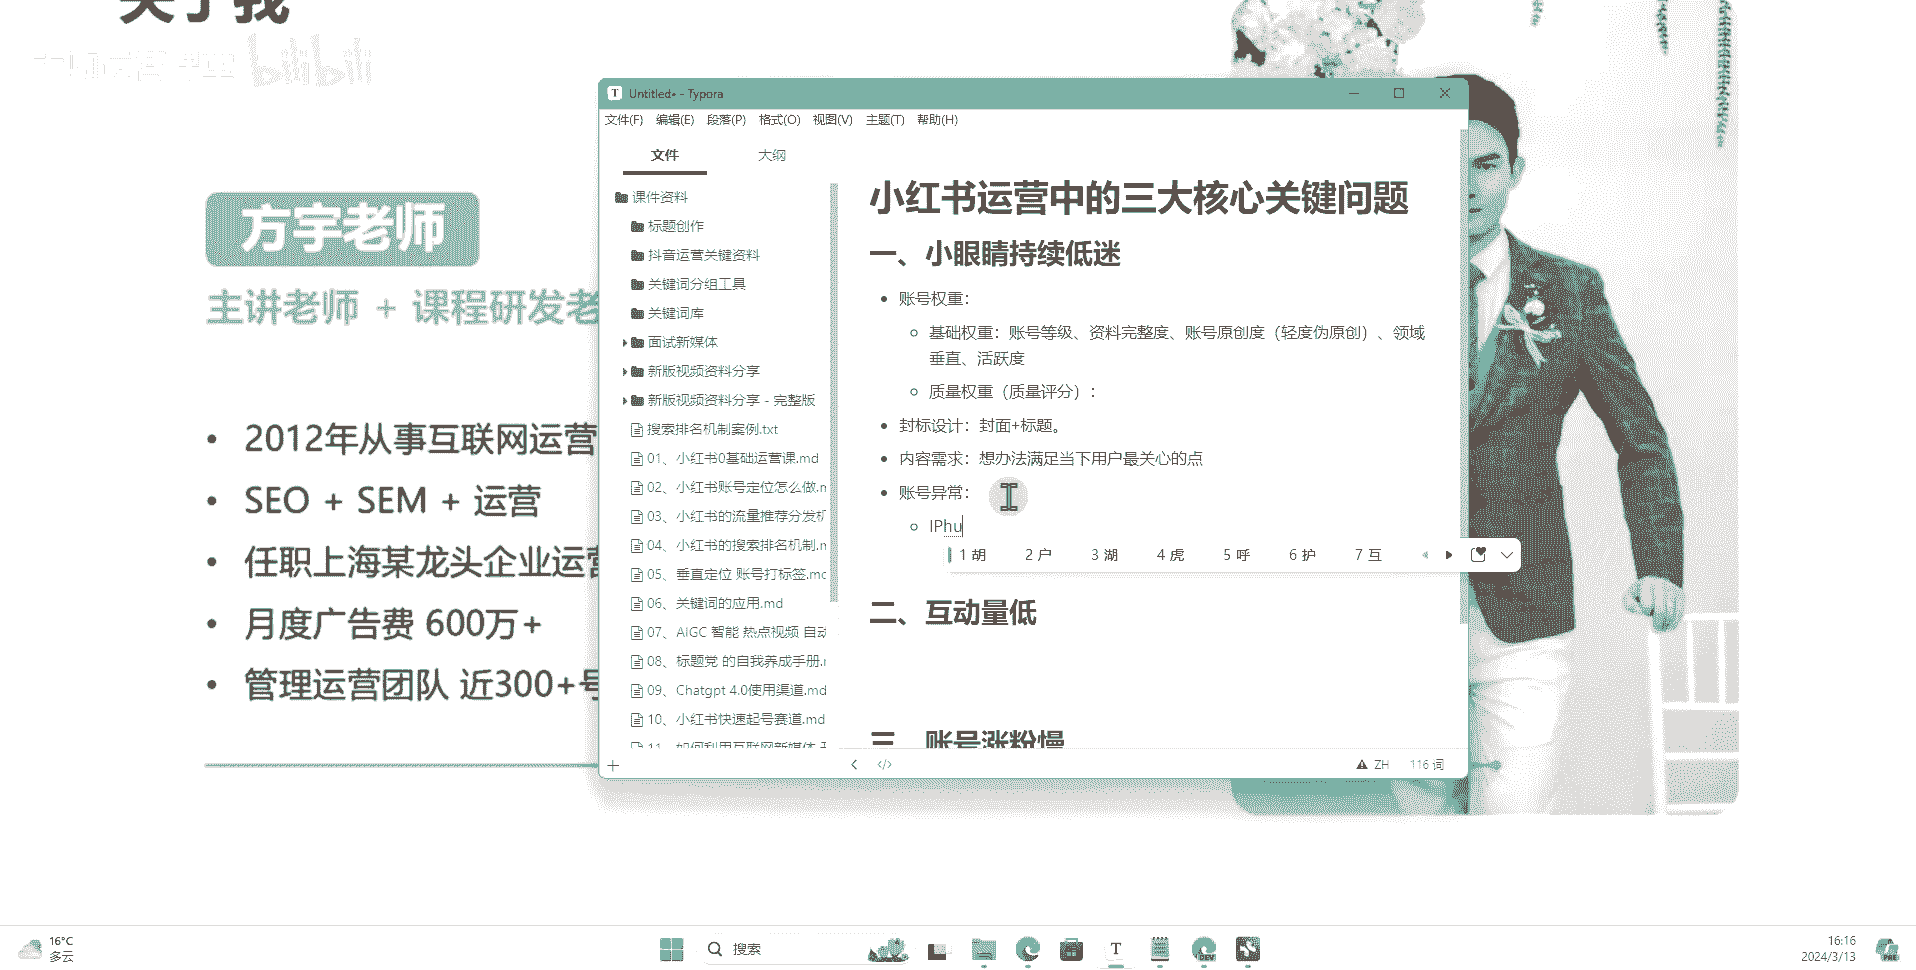 关于我
bilibili
方宇老师
主讲老师 + 课程研发老
• 2012年从事互联网运营
• SEO + SEM + 运营
• 任职上海某龙头企业运营
• 月度广告费 600万+
• 管理运营团队 近300+号
T Untitled• - Typora
文件(F) 编辑(E) 段落(P) 格式(O) 视图(V) 主题(T) 帮助(H)
文件 大纲
课件资料
标题创作
抖音运营关键资料
关键词分组工具
关键词库
面试新媒体
新版视频资料分享
新版视频资料分享 - 完整版
搜索排名机制案例.txt
01、小红书0基础运营课.md
02、小红书账号定位怎么做.m
03、小红书的流量推荐分发机
04、小红书的搜索排名机制.m
05、垂直定位 账号打标签.md
06、关键词的应用.md
07、AIGC 智能 热点视频 自动
08、标题党 的自我养成手册.m
09、Chatgpt 4.0使用渠道.md
10、小红书快速起号赛道.md
11、如何利用互联网新媒体
小红书运营中的三大核心关键问题
一、小眼睛持续低迷
• 账号权重：
基础权重：账号等级、资料完整度、账号原创度（轻度伪原创）、领域
垂直、活跃度
质量权重（质量评分）：
• 封标设计：封面+标题。
• 内容需求：想办法满足当下用户最关心的点
• 账号异常：
IPhu
1 胡 2 户 3 湖 4 虎 5 呼 6 护 7 互
二、互动量低
三、账号涨粉慢
</> ZH 116 词
16°C
多云
搜索
T
DEV
16:16
2024/3/13
PRE